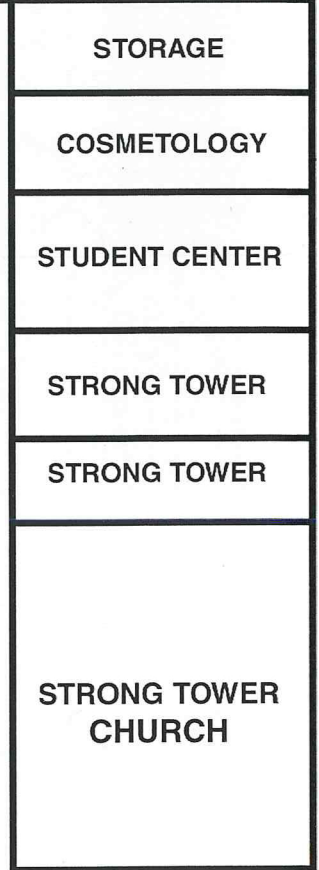 STORAGE
COSMETOLOGY
STUDENT CENTER
STRONG TOWER
STRONG TOWER
STRONG TOWER
CHURCH